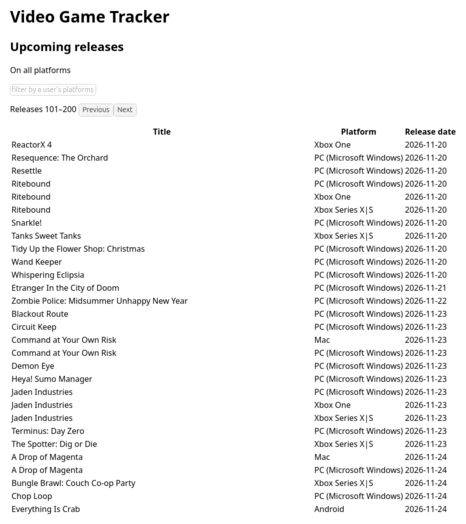 Video Game Tracker
Upcoming releases
On all platforms
Filter by a user's platforms
Releases 101–200 Previous Next
Title Platform Release date
ReactorX 4 Xbox One 2026-11-20
Resequence: The Orchard PC (Microsoft Windows) 2026-11-20
Resettle PC (Microsoft Windows) 2026-11-20
Ritebound PC (Microsoft Windows) 2026-11-20
Ritebound Xbox One 2026-11-20
Ritebound Xbox Series X|S 2026-11-20
Snarkle! PC (Microsoft Windows) 2026-11-20
Tanks Sweet Tanks Xbox Series X|S 2026-11-20
Tidy Up the Flower Shop: Christmas PC (Microsoft Windows) 2026-11-20
Wand Keeper PC (Microsoft Windows) 2026-11-20
Whispering Eclipsia PC (Microsoft Windows) 2026-11-20
Etranger In the City of Doom PC (Microsoft Windows) 2026-11-21
Zombie Police: Midsummer Unhappy New Year PC (Microsoft Windows) 2026-11-22
Blackout Route PC (Microsoft Windows) 2026-11-23
Circuit Keep PC (Microsoft Windows) 2026-11-23
Command at Your Own Risk Mac 2026-11-23
Command at Your Own Risk PC (Microsoft Windows) 2026-11-23
Demon Eye PC (Microsoft Windows) 2026-11-23
Heya! Sumo Manager PC (Microsoft Windows) 2026-11-23
Jaden Industries PC (Microsoft Windows) 2026-11-23
Jaden Industries Xbox One 2026-11-23
Jaden Industries Xbox Series X|S 2026-11-23
Terminus: Day Zero PC (Microsoft Windows) 2026-11-23
The Spotter: Dig or Die Xbox Series X|S 2026-11-23
A Drop of Magenta Mac 2026-11-24
A Drop of Magenta PC (Microsoft Windows) 2026-11-24
Bungle Brawl: Couch Co-op Party Xbox Series X|S 2026-11-24
Chop Loop PC (Microsoft Windows) 2026-11-24
Everything Is Crab Android 2026-11-24